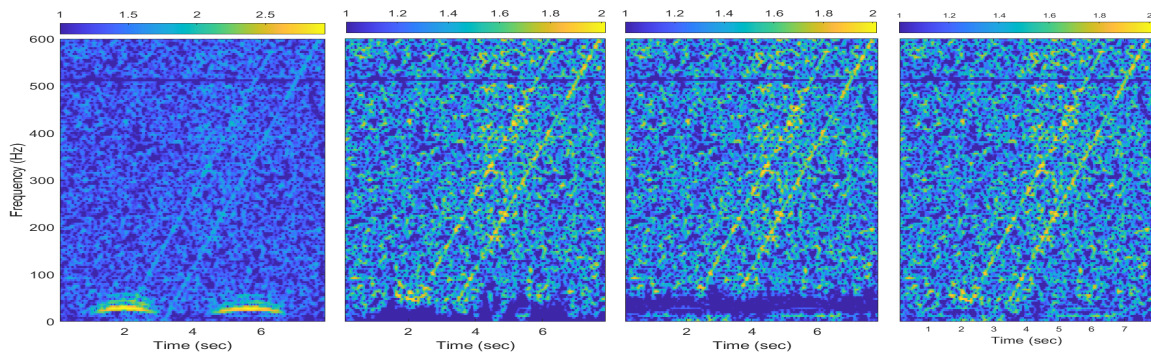 1 1.5 2 2.5
1 1.2 1.4 1.6 1.8 2
1 1.2 1.4 1.6 1.8 2
1 1.2 1.4 1.6 1.8 2
Frequency (Hz)
600
500
400
300
200
100
0
2 4 6
Time (sec)
2 4 6
Time (sec)
2 4 6
Time (sec)
1 2 3 4 5 6 7
Time (sec)